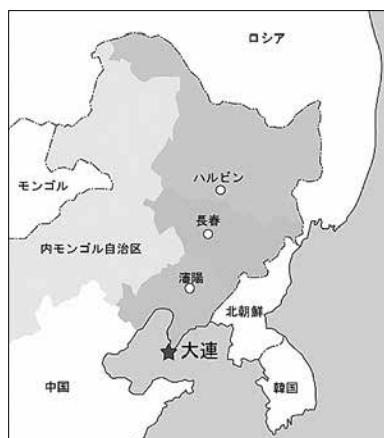 ロシア
ハルビン
モンゴル
長春
内モンゴル自治区
瀋陽
北朝鮮
大連
中国
韓国